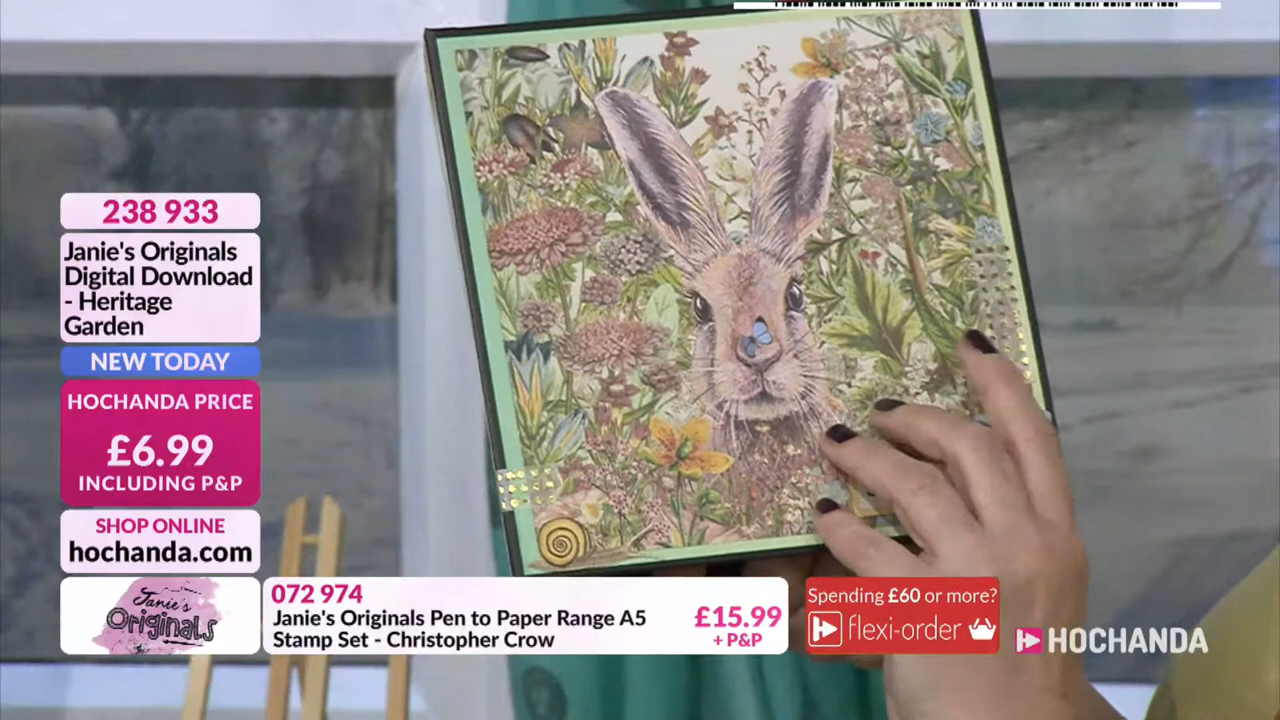 238 933
Janie's Originals
Digital Download
- Heritage
Garden
NEW TODAY
HOCHANDA PRICE
£6.99
INCLUDING P&P
SHOP ONLINE
hochanda.com
Janie's
Originals
072 974
Janie's Originals Pen to Paper Range A5
Stamp Set - Christopher Crow
£15.99
+ P&P
Spending £60 or more?
flexi-order
HOCHANDA